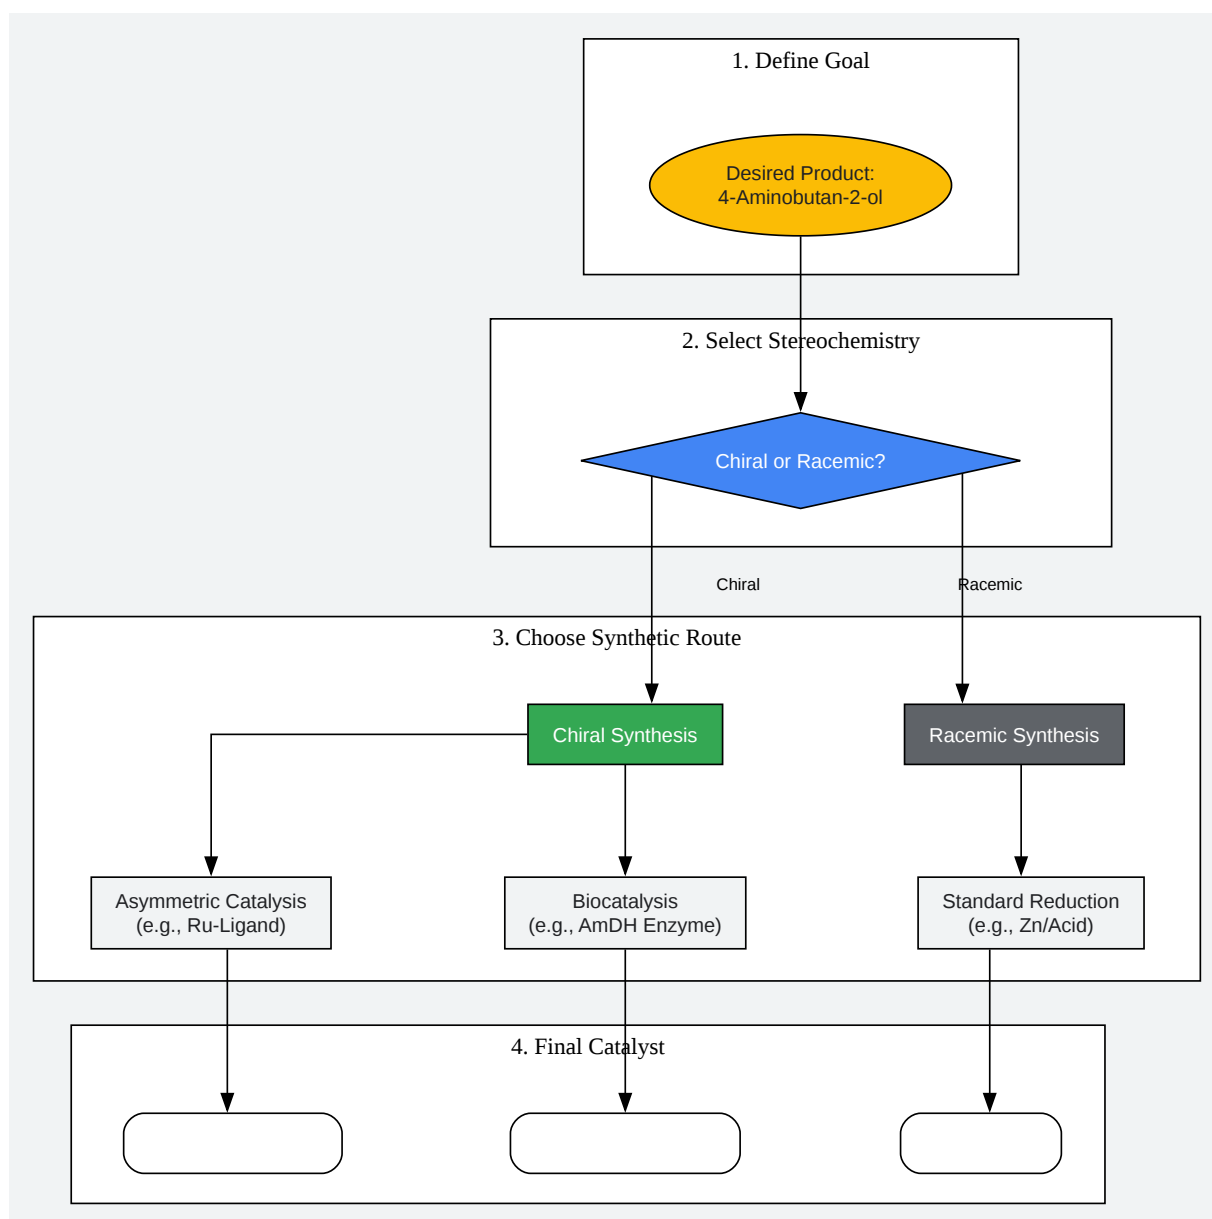 1. Define Goal
Desired Product:
4-Aminobutan-2-ol
2. Select Stereochemistry
Chiral or Racemic?
Chiral
Racemic
3. Choose Synthetic Route
Chiral Synthesis
Racemic Synthesis
Asymmetric Catalysis
(e.g., Ru-Ligand)
Biocatalysis
(e.g., AmDH Enzyme)
Standard Reduction
(e.g., Zn/Acid)
4. Final Catalyst